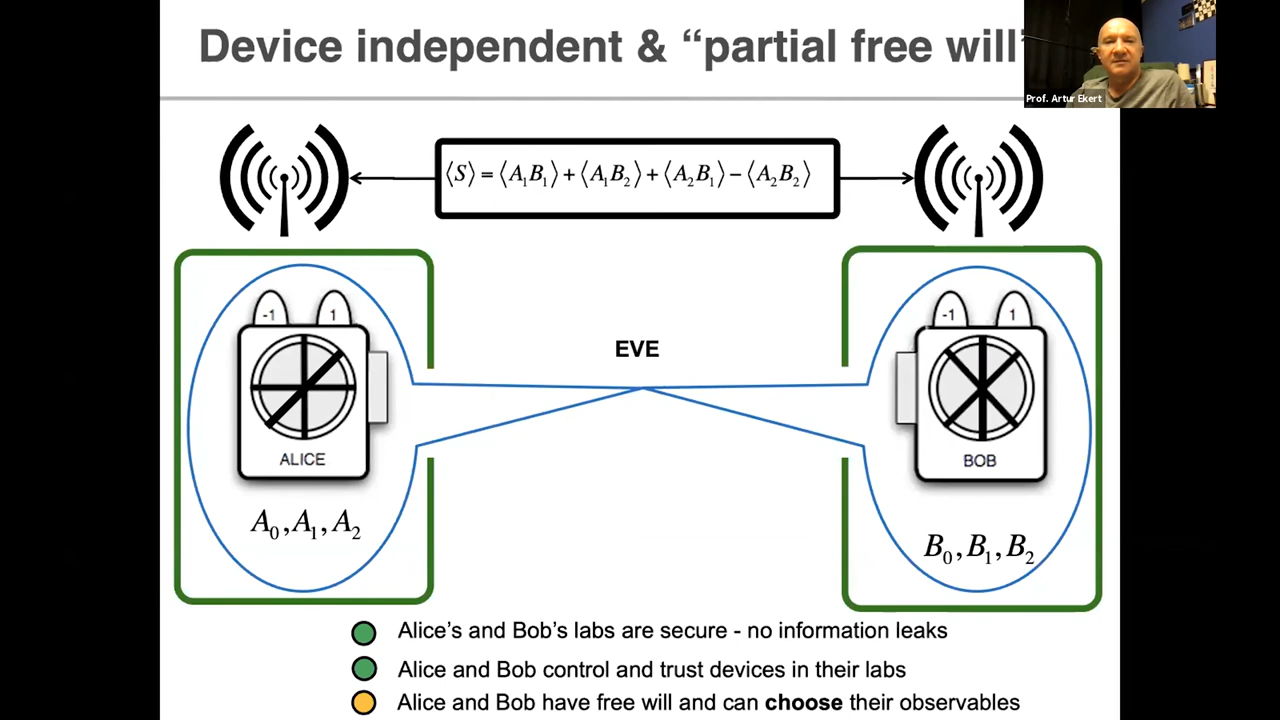 Device independent & “partial free will”
Prof. Artur Ekert
⟨S⟩ = ⟨A₁B₁⟩ + ⟨A₁B₂⟩ + ⟨A₂B₁⟩ − ⟨A₂B₂⟩
-1 1
-1 1
EVE
ALICE
BOB
A₀, A₁, A₂
B₀, B₁, B₂
Alice’s and Bob’s labs are secure - no information leaks
Alice and Bob control and trust devices in their labs
Alice and Bob have free will and can choose their observables